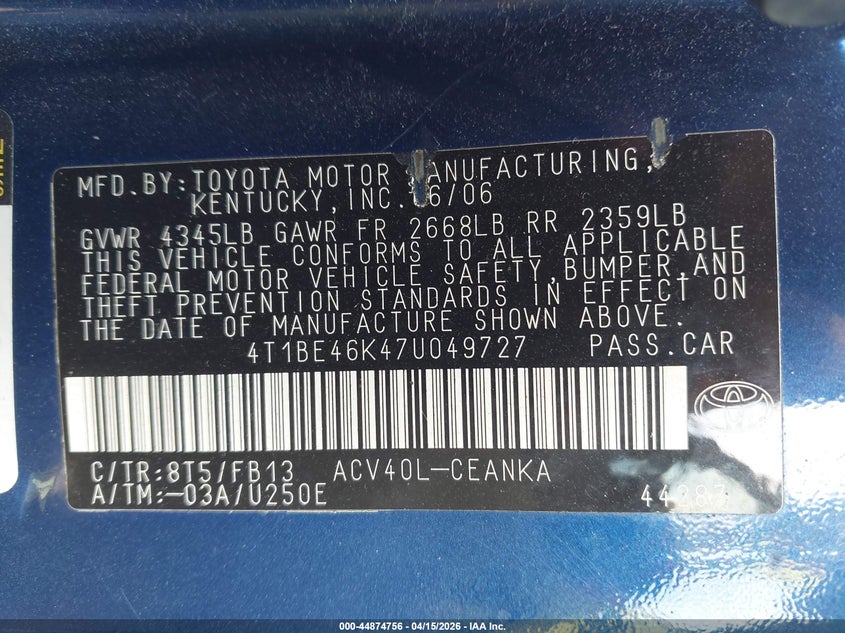 MFD. BY: TOYOTA MOTOR MANUFACTURING,
KENTUCKY, INC. 6/06
GVWR 4345LB GAWR FR 2668LB RR 2359LB
THIS VEHICLE CONFORMS TO ALL APPLICABLE
FEDERAL MOTOR VEHICLE SAFETY, BUMPER, AND
THEFT PREVENTION STANDARDS IN EFFECT ON
THE DATE OF MANUFACTURE SHOWN ABOVE.
4T1BE46K47U049727 PASS.CAR
C/TR:8T5/FB13 ACV40L-CEANKA
A/TM:-03A/U250E
000-44874756 - 04/15/2026 - IAA Inc.